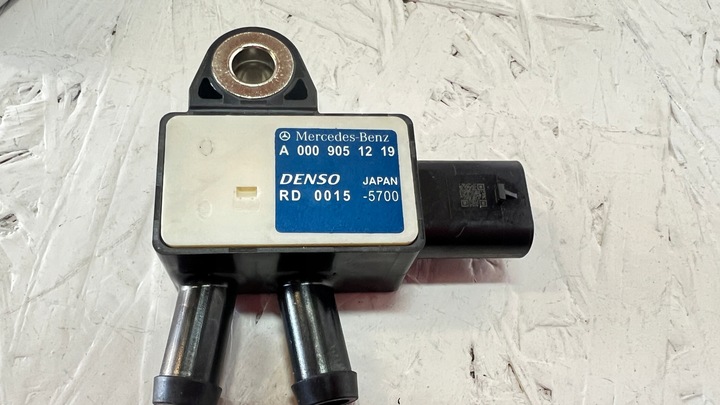 Mercedes-Benz
A 000 905 12 19
DENSO JAPAN
RD 0015 -5700